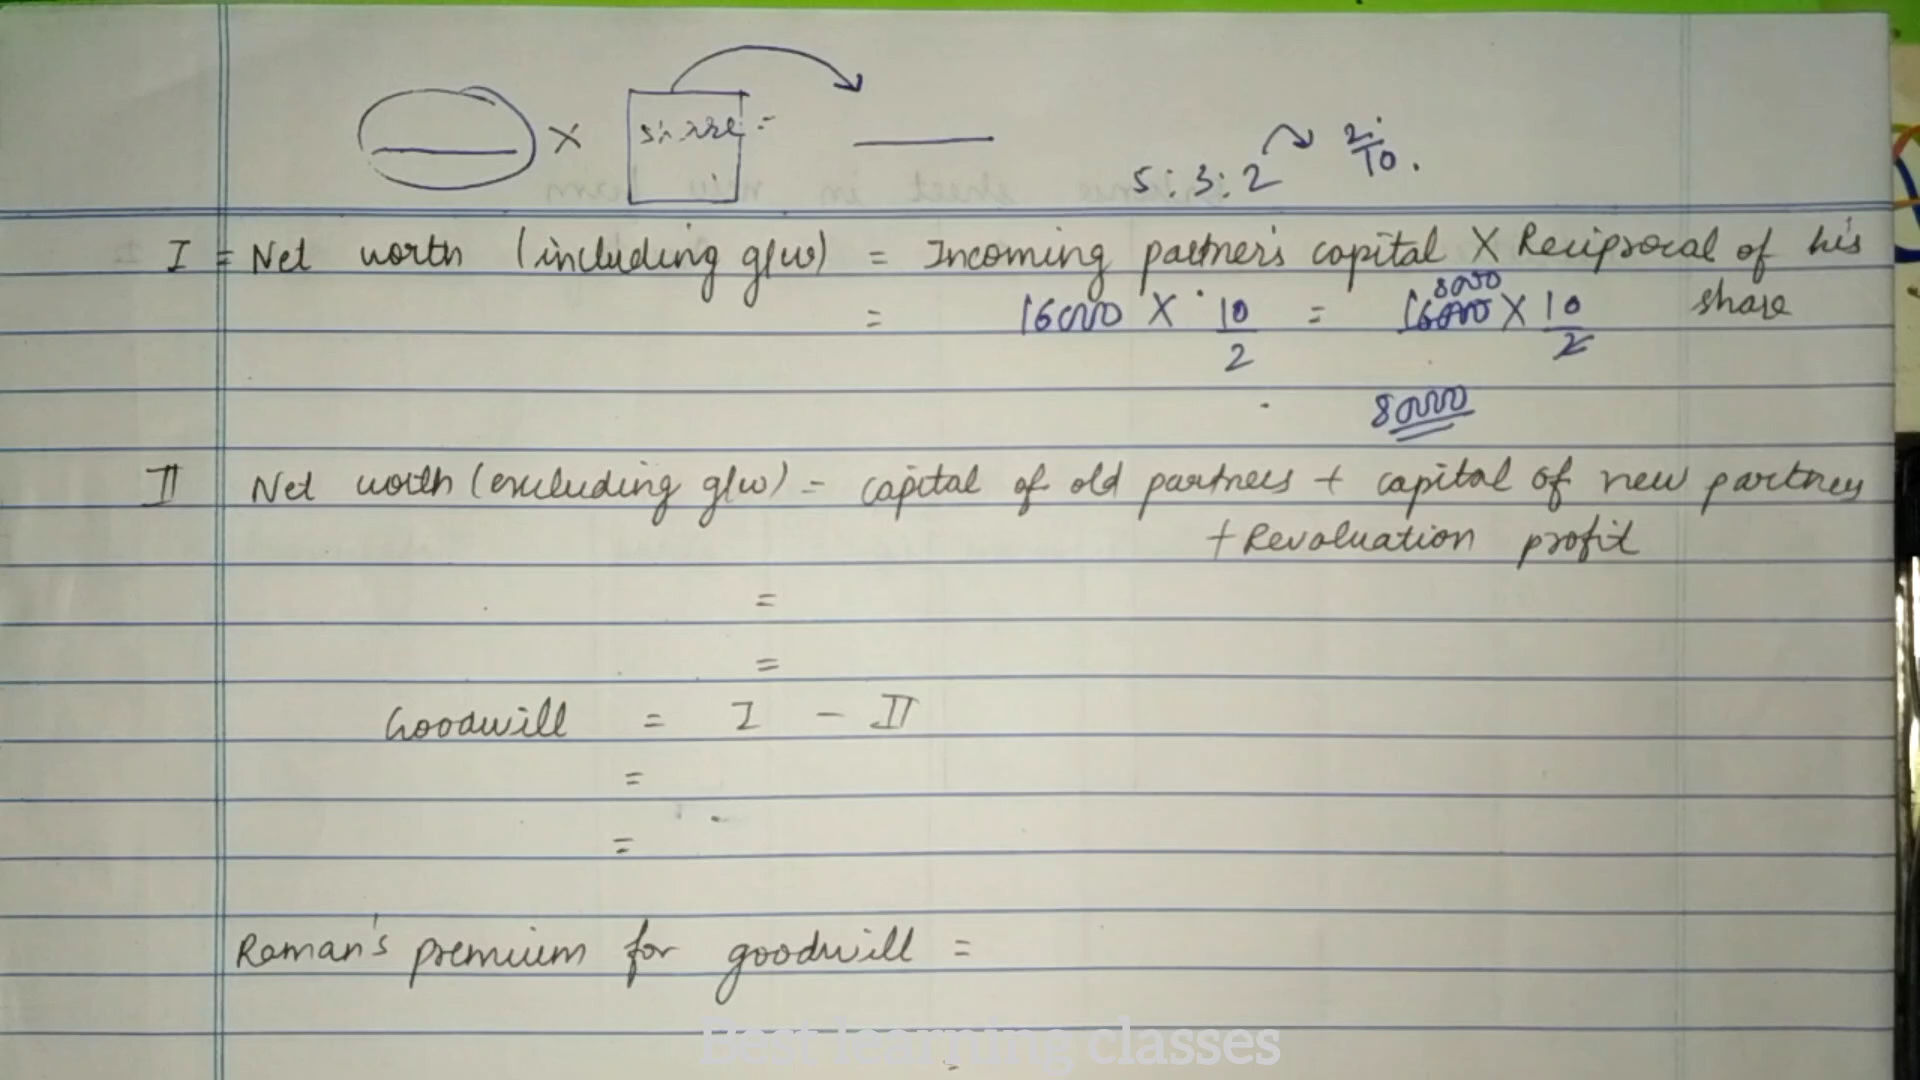 X share =
5:3:2 2/10.
I = Net worth (including g/w) = Incoming partner's capital X Reciprocal of his share
= 16000 X 10/2 = 16000 X 10/2
8000
80000
II Net worth (excluding g/w) = capital of old partners + capital of new partner
+ Revaluation profit
=
=
Goodwill = I - II
=
=
Raman's premium for goodwill =
Best learning classes